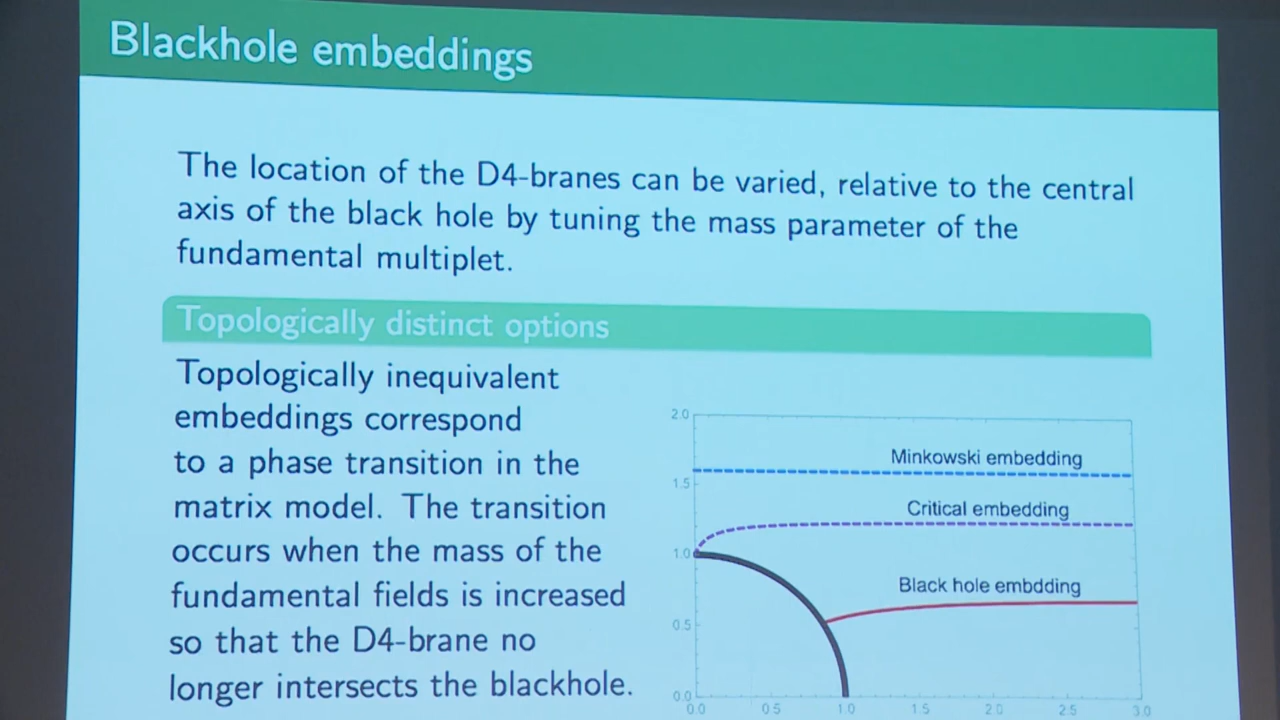 Blackhole embeddings
The location of the D4-branes can be varied, relative to the central
axis of the black hole by tuning the mass parameter of the
fundamental multiplet.
Topologically distinct options
Topologically inequivalent
embeddings correspond
to a phase transition in the
matrix model. The transition
occurs when the mass of the
fundamental fields is increased
so that the D4-brane no
longer intersects the blackhole.
2.0
Minkowski embedding
1.5
Critical embedding
1.0
Black hole embdding
0.5
0.0
0.0 0.5 1.0 1.5 2.0 2.5 3.0